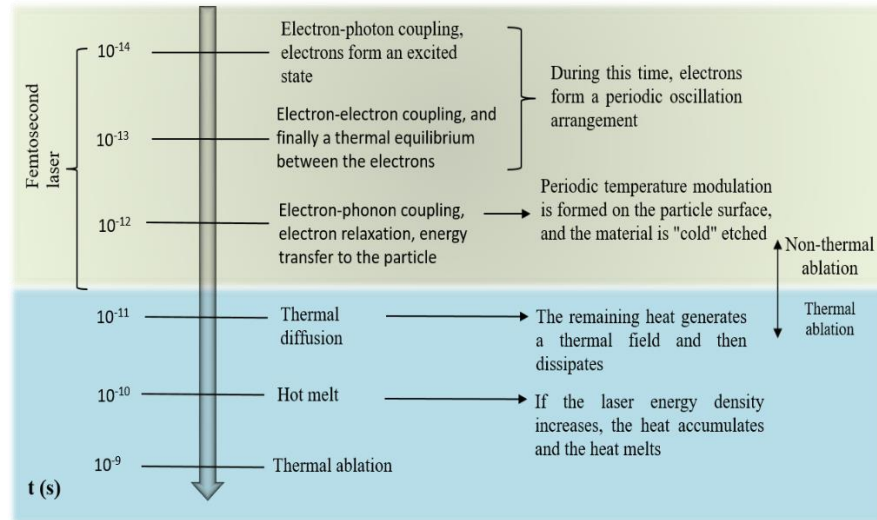 Femtosecond
laser
10-14
Electron-photon coupling,
electrons form an excited
state
10-13
Electron-electron coupling, and
finally a thermal equilibrium
between the electrons
During this time, electrons
form a periodic oscillation
arrangement
10-12
Electron-phonon coupling,
electron relaxation, energy
transfer to the particle
Periodic temperature modulation
is formed on the particle surface,
and the material is "cold" etched
Non-thermal
ablation
Thermal
ablation
10-11
Thermal
diffusion
The remaining heat generates
a thermal field and then
dissipates
10-10
Hot melt
If the laser energy density
increases, the heat accumulates
and the heat melts
10-9
Thermal ablation
t (s)